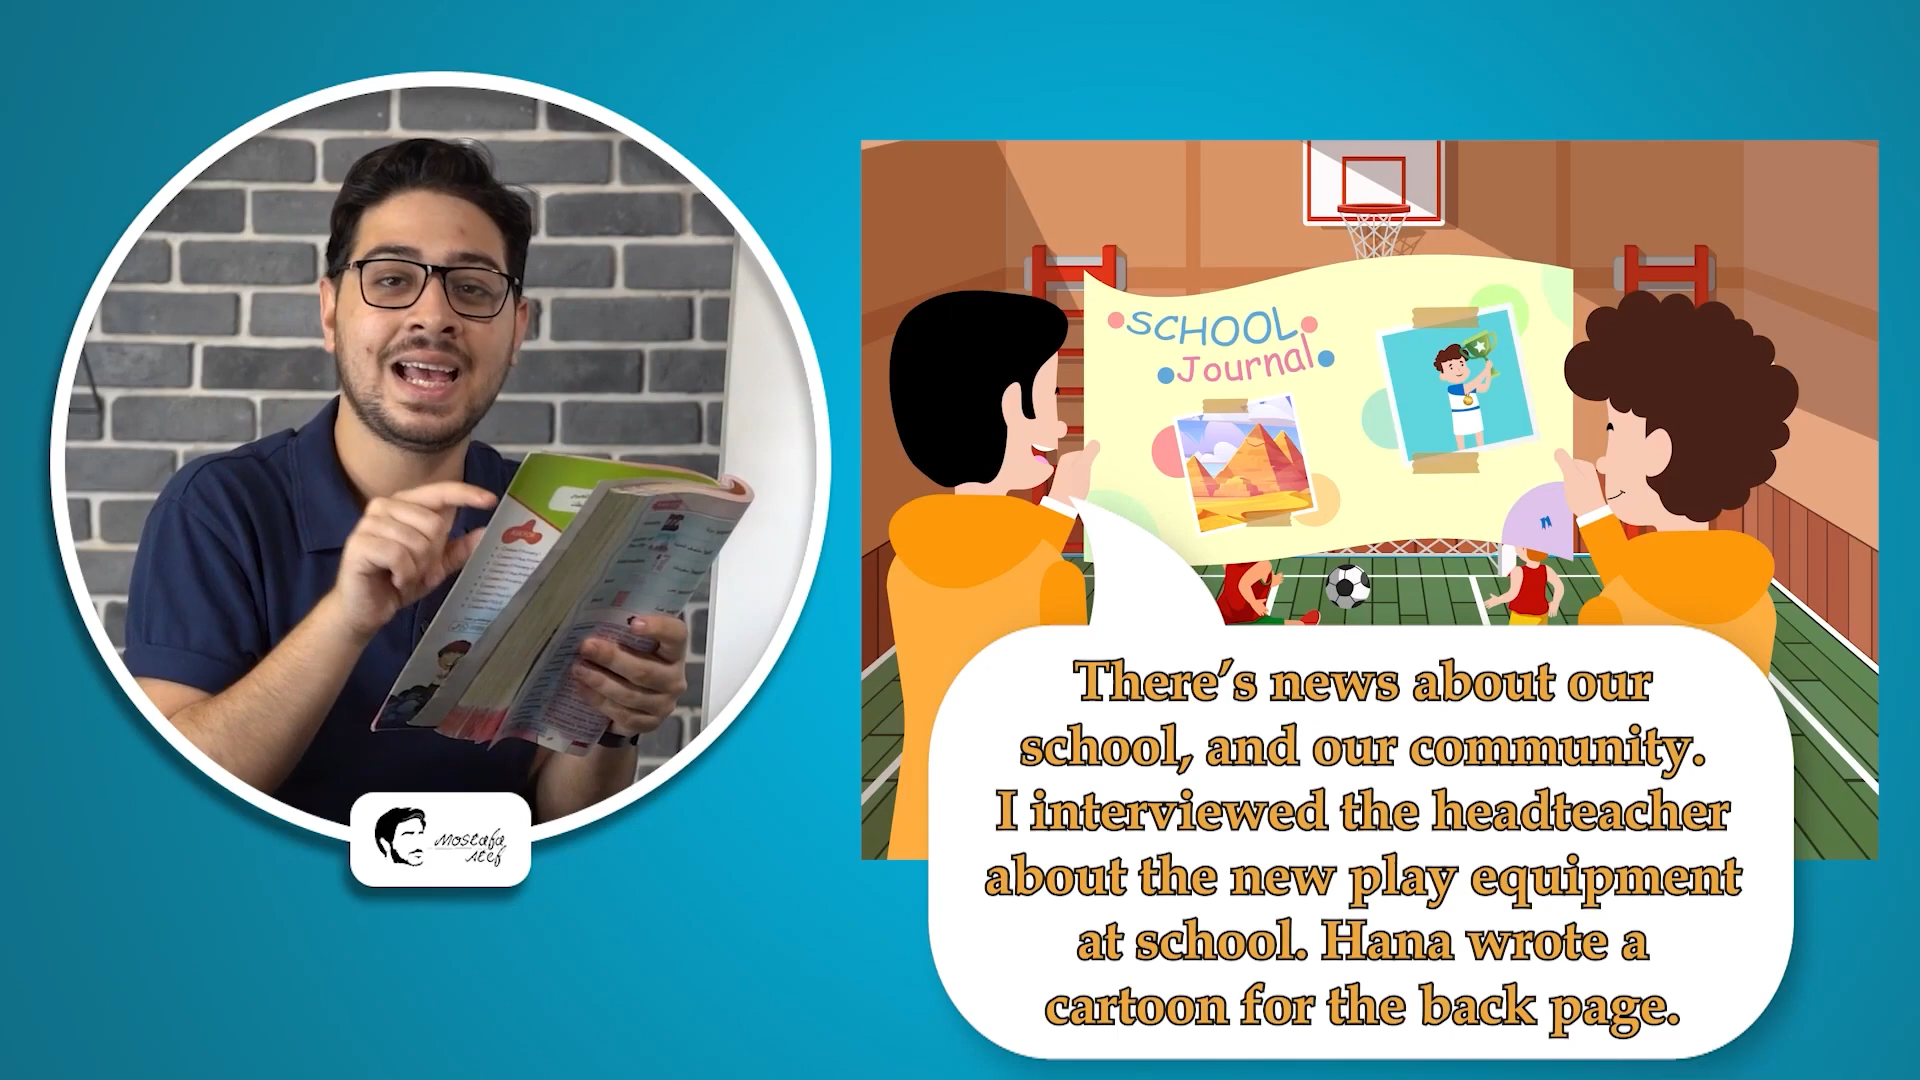 Mostafa
Atef
SCHOOL
Journal
There's news about our
school, and our community.
I interviewed the headteacher
about the new play equipment
at school. Hana wrote a
cartoon for the back page.